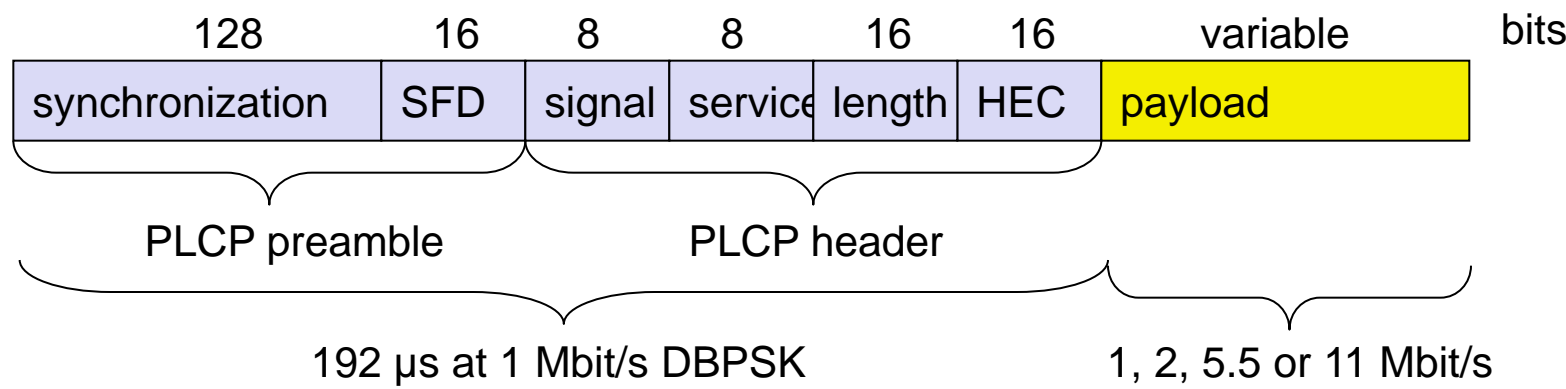 128 16 8 8 16 16 variable bits
synchronization SFD signal service length HEC payload
PLCP preamble PLCP header
192 µs at 1 Mbit/s DBPSK 1, 2, 5.5 or 11 Mbit/s